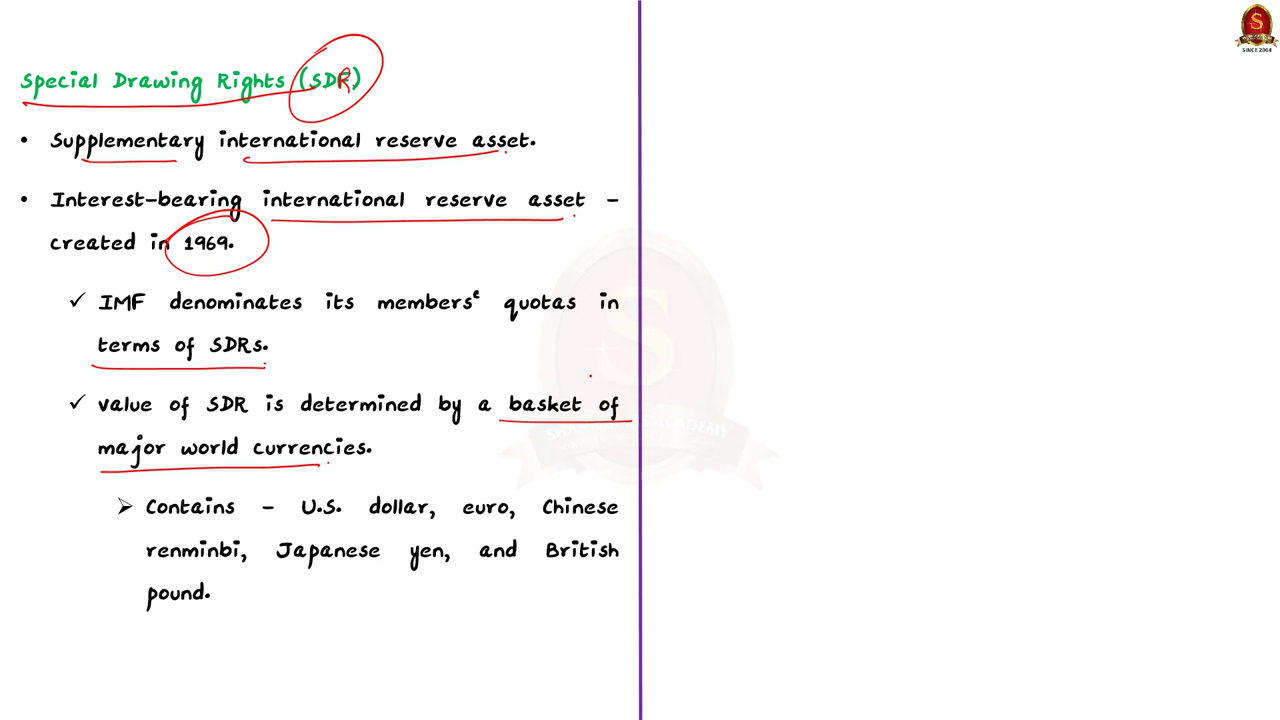 Special Drawing Rights (SDR)
• Supplementary international reserve asset.
• Interest-bearing international reserve asset –
created in 1969.
✓ IMF denominates its members‘ quotas in
terms of SDRs.
✓ value of SDR is determined by a basket of
major world currencies.
➢ Contains – U.S. dollar, euro, Chinese
renminbi, Japanese yen, and British
pound.
S
SINCE 2004